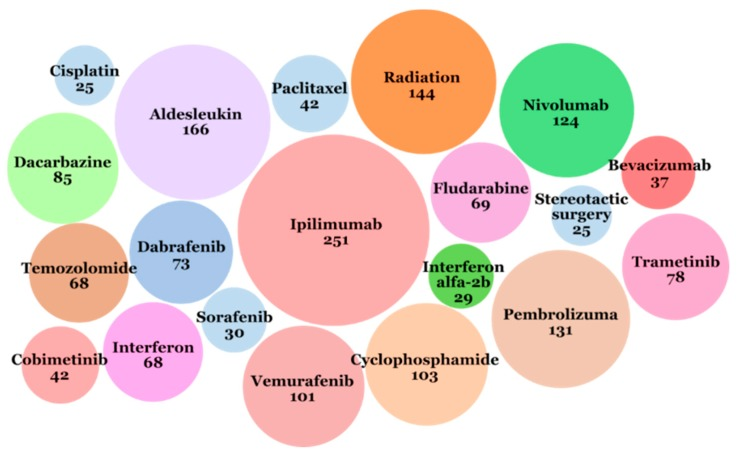 Cisplatin
25
Aldesleukin
166
Paclitaxel
42
Radiation
144
Nivolumab
124
Dacarbazine
85
Bevacizumab
37
Fludarabine
69
Stereotactic
surgery
25
Ipilimumab
251
Dabrafenib
73
Temozolomide
68
Interferon
alfa-2b
29
Trametinib
78
Pembrolizuma
131
Sorafenib
30
Interferon
68
Cobimetinib
42
Vemurafenib
101
Cyclophosphamide
103